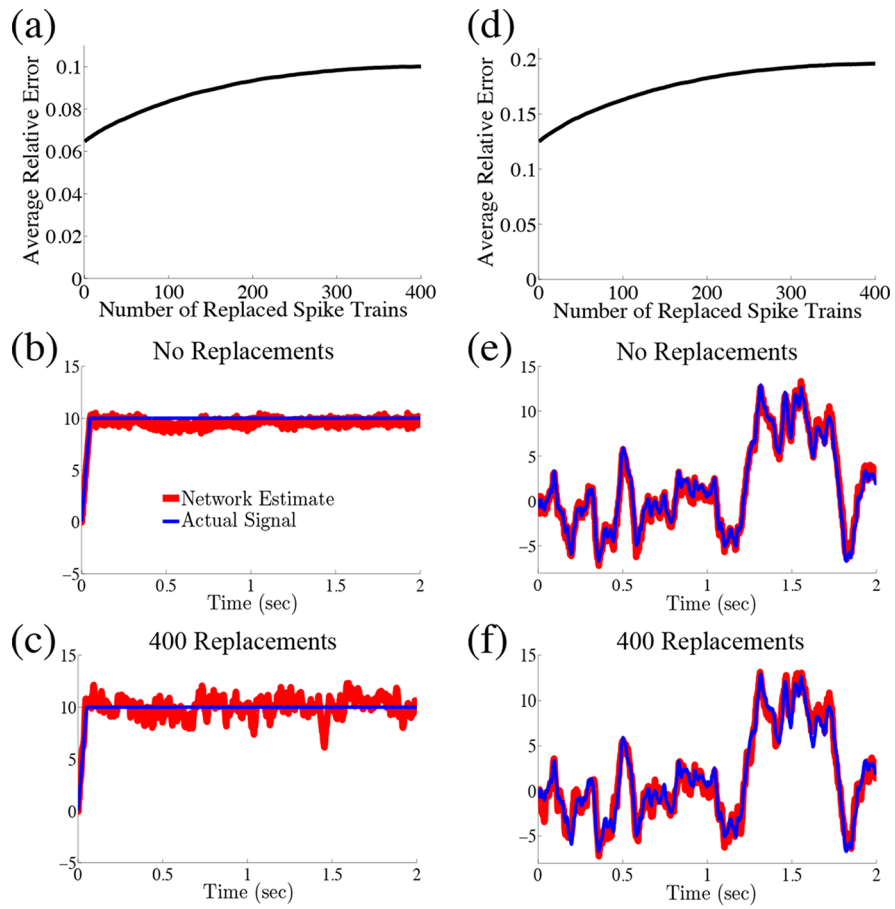 (a)
Average Relative Error
0.1
0.08
0.06
0.04
0.02
0
0 100 200 300 400
Number of Replaced Spike Trains
(d)
Average Relative Error
0.2
0.15
0.1
0.05
0
0 100 200 300 400
Number of Replaced Spike Trains
(b)
No Replacements
15
10
5
0
−5
Network Estimate
Actual Signal
0 0.5 1 1.5 2
Time (sec)
(e)
No Replacements
15
10
5
0
−5
0 0.5 1 1.5 2
Time (sec)
(c)
400 Replacements
15
10
5
0
−5
0 0.5 1 1.5 2
Time (sec)
(f)
400 Replacements
15
10
5
0
−5
0 0.5 1 1.5 2
Time (sec)